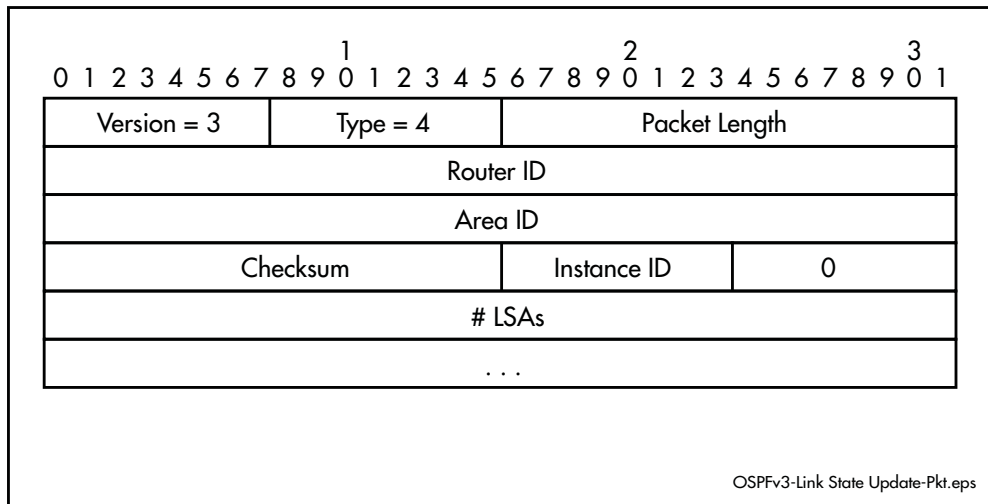 1 2 3
0 1 2 3 4 5 6 7 8 9 0 1 2 3 4 5 6 7 8 9 0 1 2 3 4 5 6 7 8 9 0 1
Version = 3 Type = 4 Packet Length
Router ID
Area ID
Checksum Instance ID 0
# LSAs
. . .
OSPFv3-Link State Update-Pkt.eps